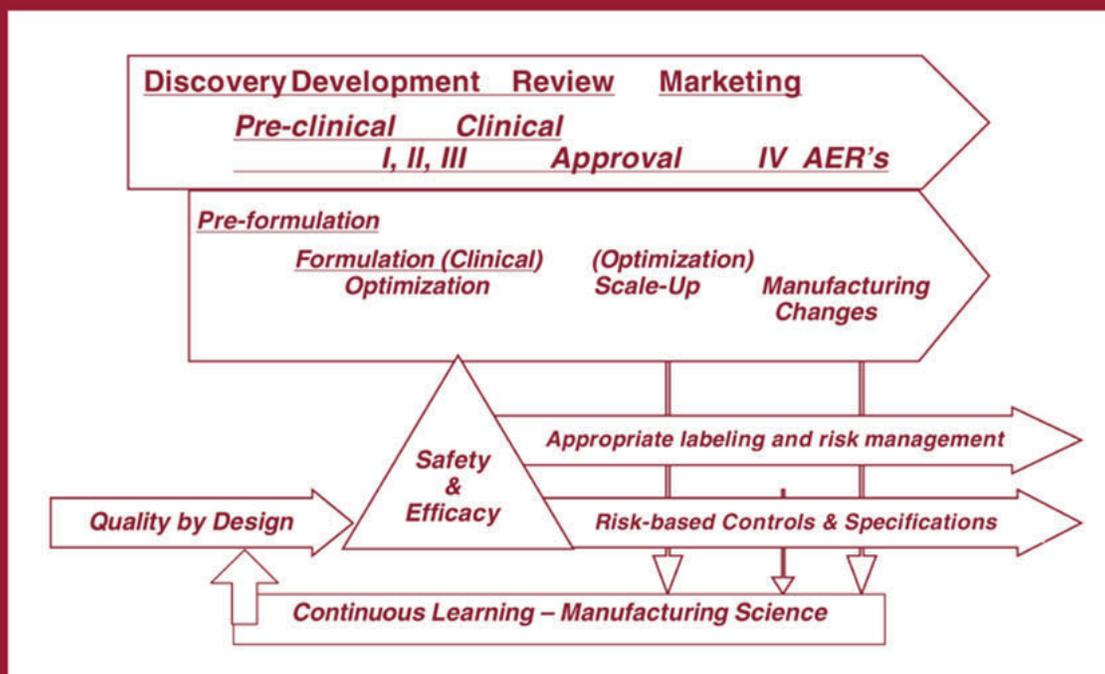 Discovery Development Review Marketing
Pre-clinical Clinical
I, II, III Approval IV AER's
Pre-formulation
Formulation (Clinical) (Optimization)
Optimization Scale-Up Manufacturing
Changes
Appropriate labeling and risk management
Safety
&
Efficacy
Quality by Design
Risk-based Controls & Specifications
Continuous Learning – Manufacturing Science